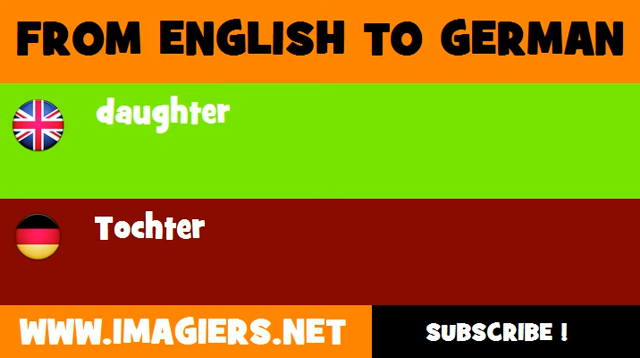 FROM ENGLISH TO GERMAN
daughter
Tochter
WWW.IMAGIERS.NET
SUBSCRIBE !